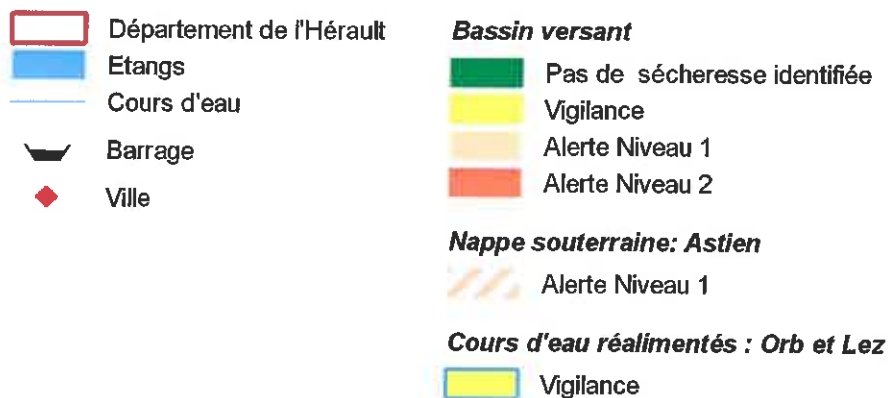 Département de l'Hérault
Etangs
Cours d'eau
Barrage
Ville
Bassin versant
Pas de sécheresse identifiée
Vigilance
Alerte Niveau 1
Alerte Niveau 2
Nappe souterraine: Astien
Alerte Niveau 1
Cours d'eau réalimentés : Orb et Lez
Vigilance